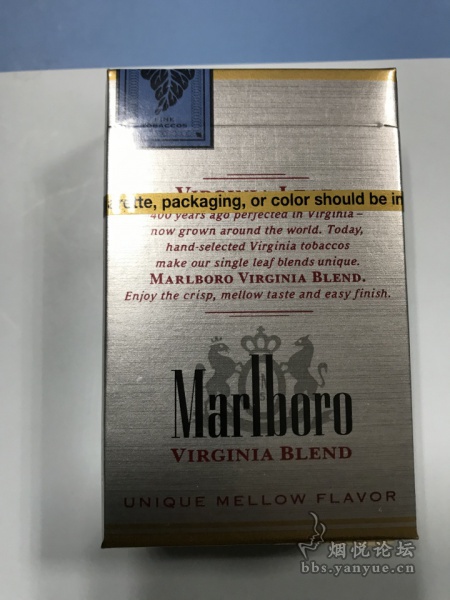 FINE
TOBACCOS
tte, packaging, or color should be in
400 years ago perfected in Virginia –
now grown around the world. Today,
hand-selected Virginia tobaccos
make our single leaf blends unique.
MARLBORO VIRGINIA BLEND.
Enjoy the crisp, mellow taste and easy finish.
Marlboro
VIRGINIA BLEND
UNIQUE MELLOW FLAVOR
烟悦论坛
bbs.yanyue.cn